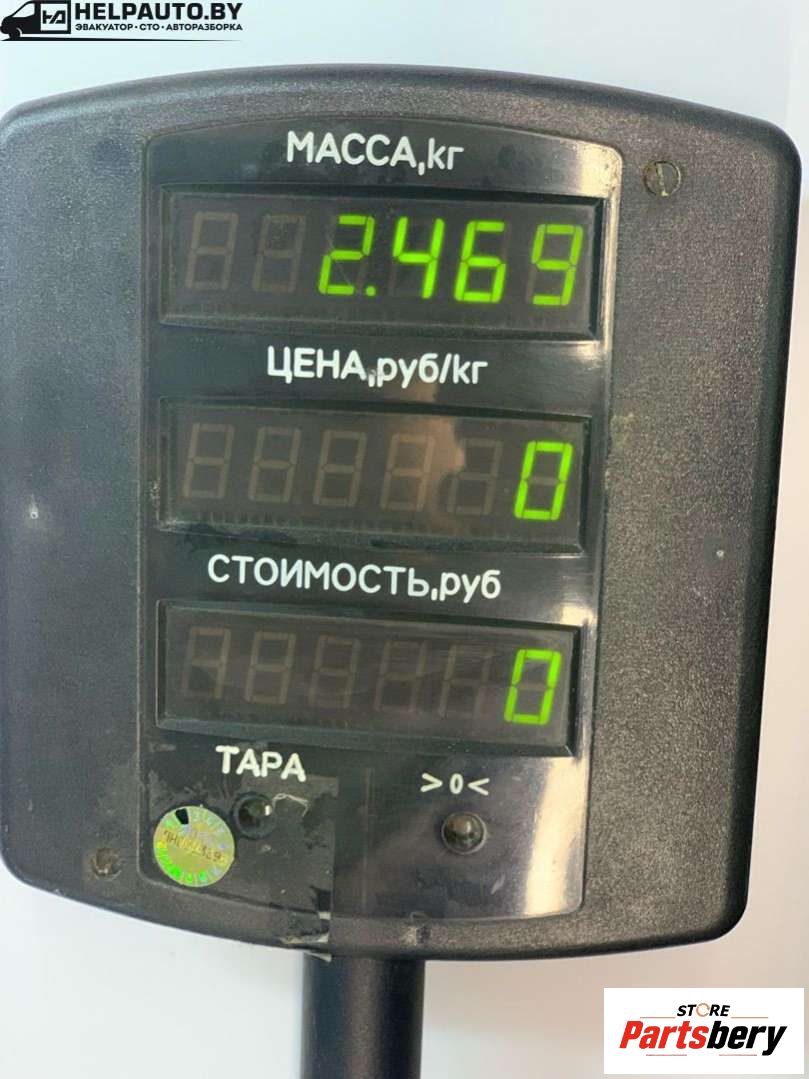 HELPAUTO.BY
ЭВАКУАТОР • СТО • АВТОРАЗБОРКА
МАССА,кг
2.469
ЦЕНА,руб/кг
0
СТОИМОСТЬ,руб
0
ТАРА
>0<
STORE
Partsbery